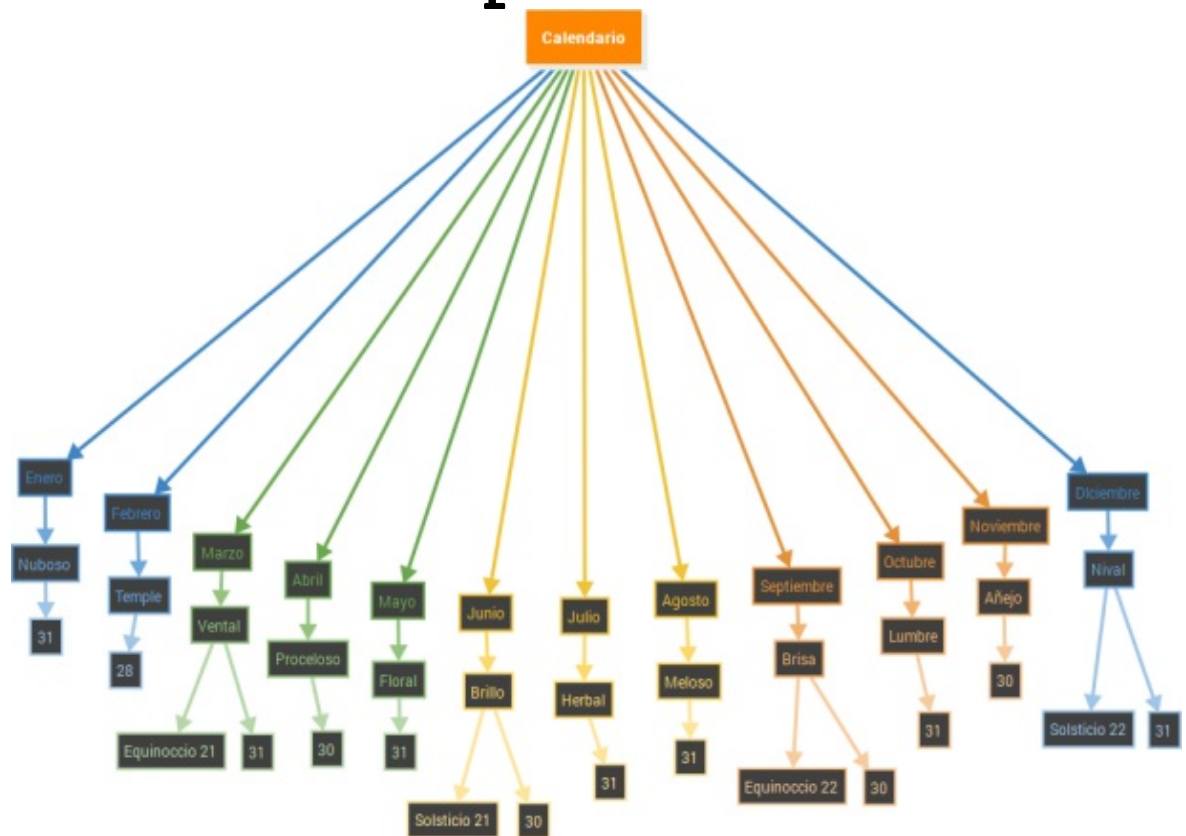 Calendario
Enero
Nuboso
31
Febrero
Temple
28
Marzo
Vental
Equinoccio 21
31
Abril
Proceloso
30
Mayo
Floral
31
Junio
Brillo
Solsticio 21
30
Julio
Herbal
31
Agosto
Meloso
31
Septiembre
Brisa
Equinoccio 22
30
Octubre
Lumbre
31
Noviembre
Añejo
30
DIciembre
Nival
Solsticio 22
31